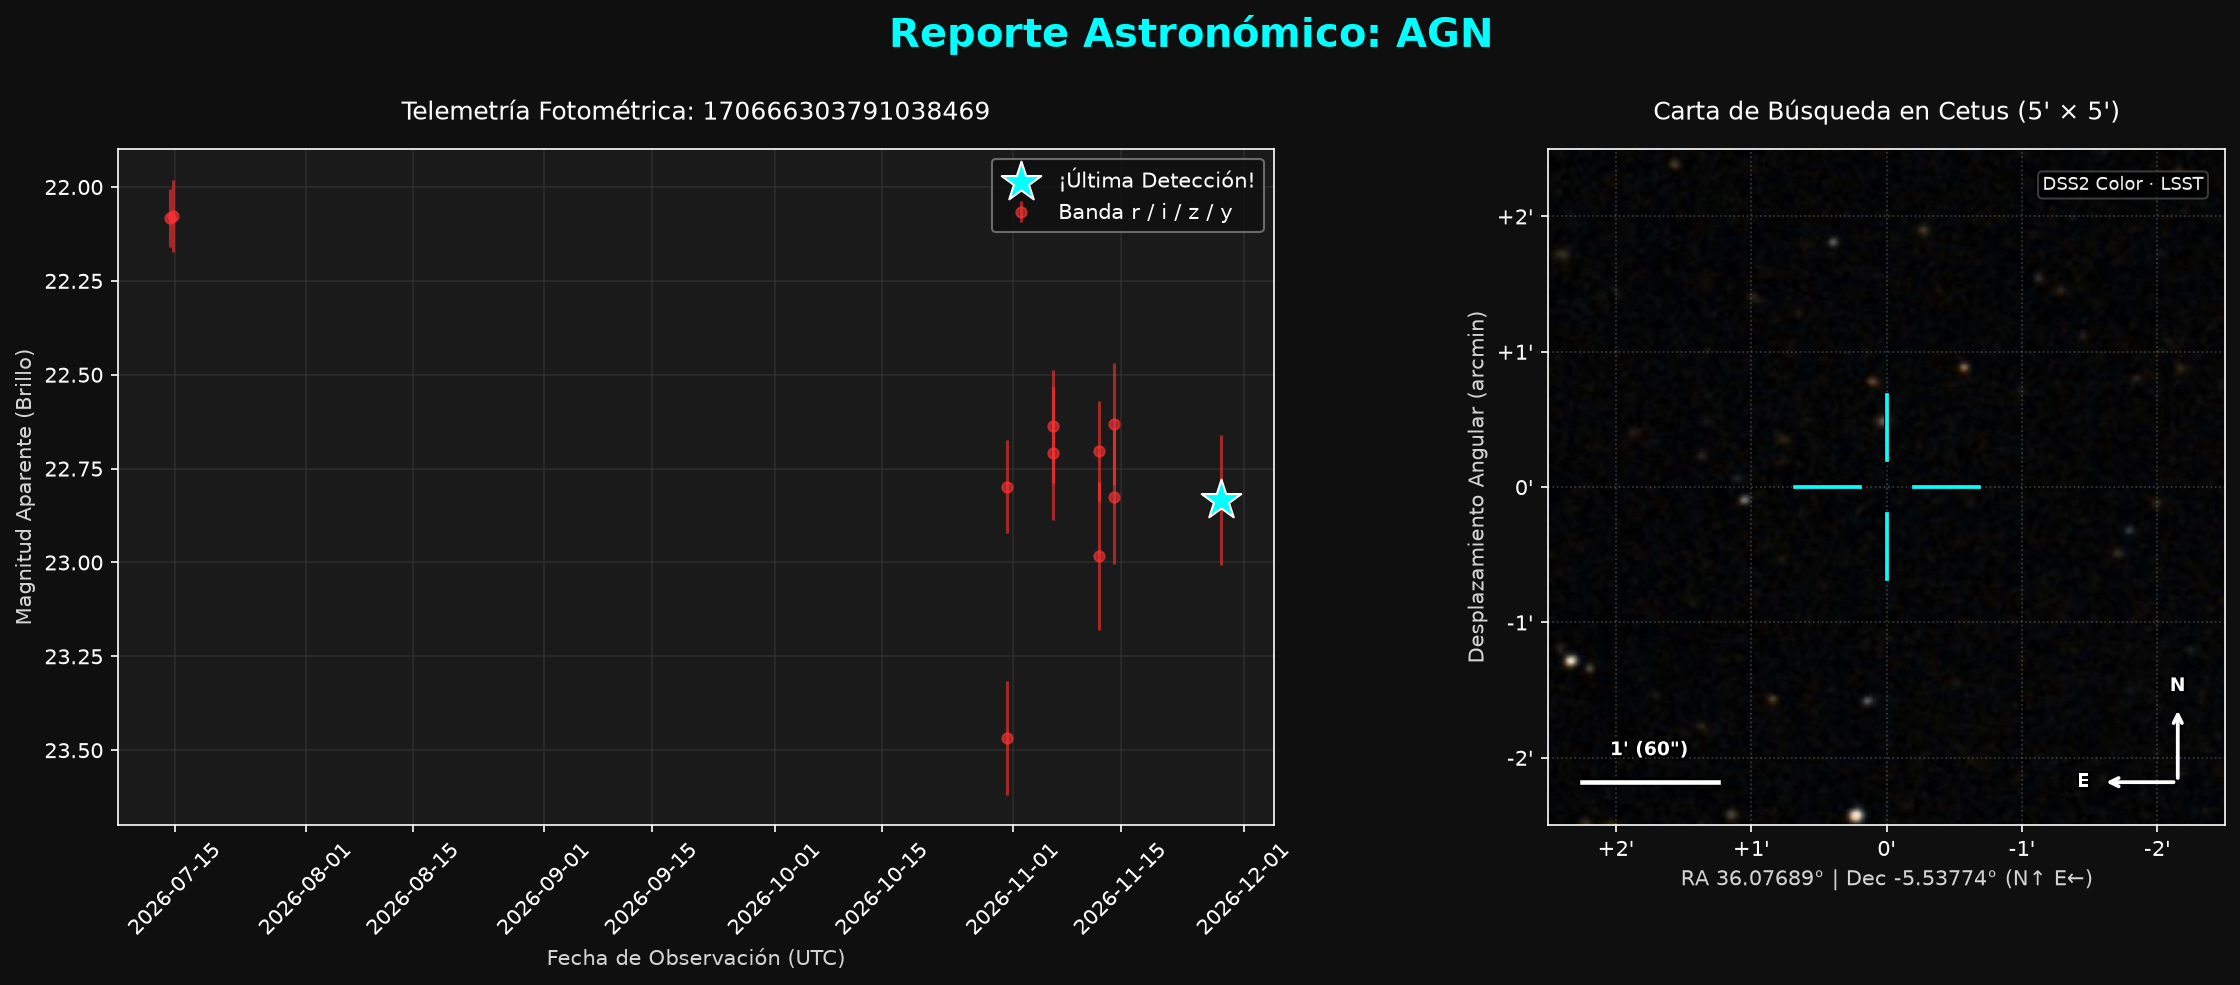 Reporte Astronómico: AGN
Telemetría Fotométrica: 170666303791038469
¡Última Detección!
Banda r / i / z / y
Magnitud Aparente (Brillo)
22.00
22.25
22.50
22.75
23.00
23.25
23.50
2026-07-15
2026-08-01
2026-08-15
2026-09-01
2026-09-15
2026-10-01
2026-10-15
2026-11-01
2026-11-15
2026-12-01
Fecha de Observación (UTC)
Carta de Búsqueda en Cetus (5' × 5')
DSS2 Color · LSST
Desplazamiento Angular (arcmin)
+2'
+1'
0'
-1'
-2'
N
E
1' (60")
+2'
+1'
0'
-1'
-2'
RA 36.07689° | Dec -5.53774° (N↑ E←)